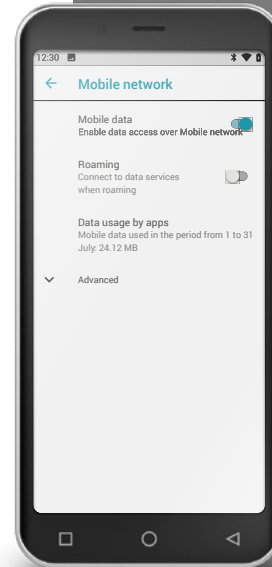 12:30
Mobile network
Mobile data
Enable data access over Mobile network
Roaming
Connect to data services
when roaming
Data usage by apps
Mobile data used in the period from 1 to 31
July: 24.12 MB
Advanced